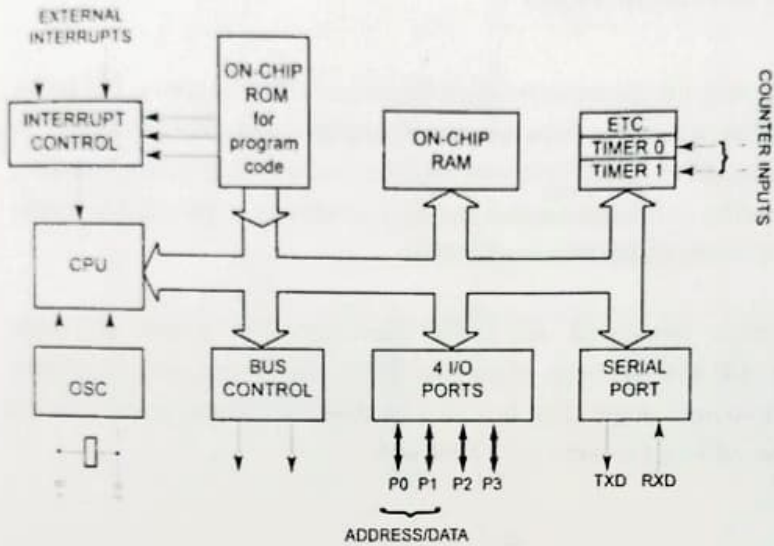 EXTERNAL
INTERRUPTS
INTERRUPT
CONTROL
ON-CHIP
ROM
for
program
code
ON-CHIP
RAM
ETC.
TIMER 0
TIMER 1
COUNTER INPUTS
CPU
OSC
BUS
CONTROL
4 I/O
PORTS
SERIAL
PORT
P0 P1 P2 P3
TXD RXD
ADDRESS/DATA